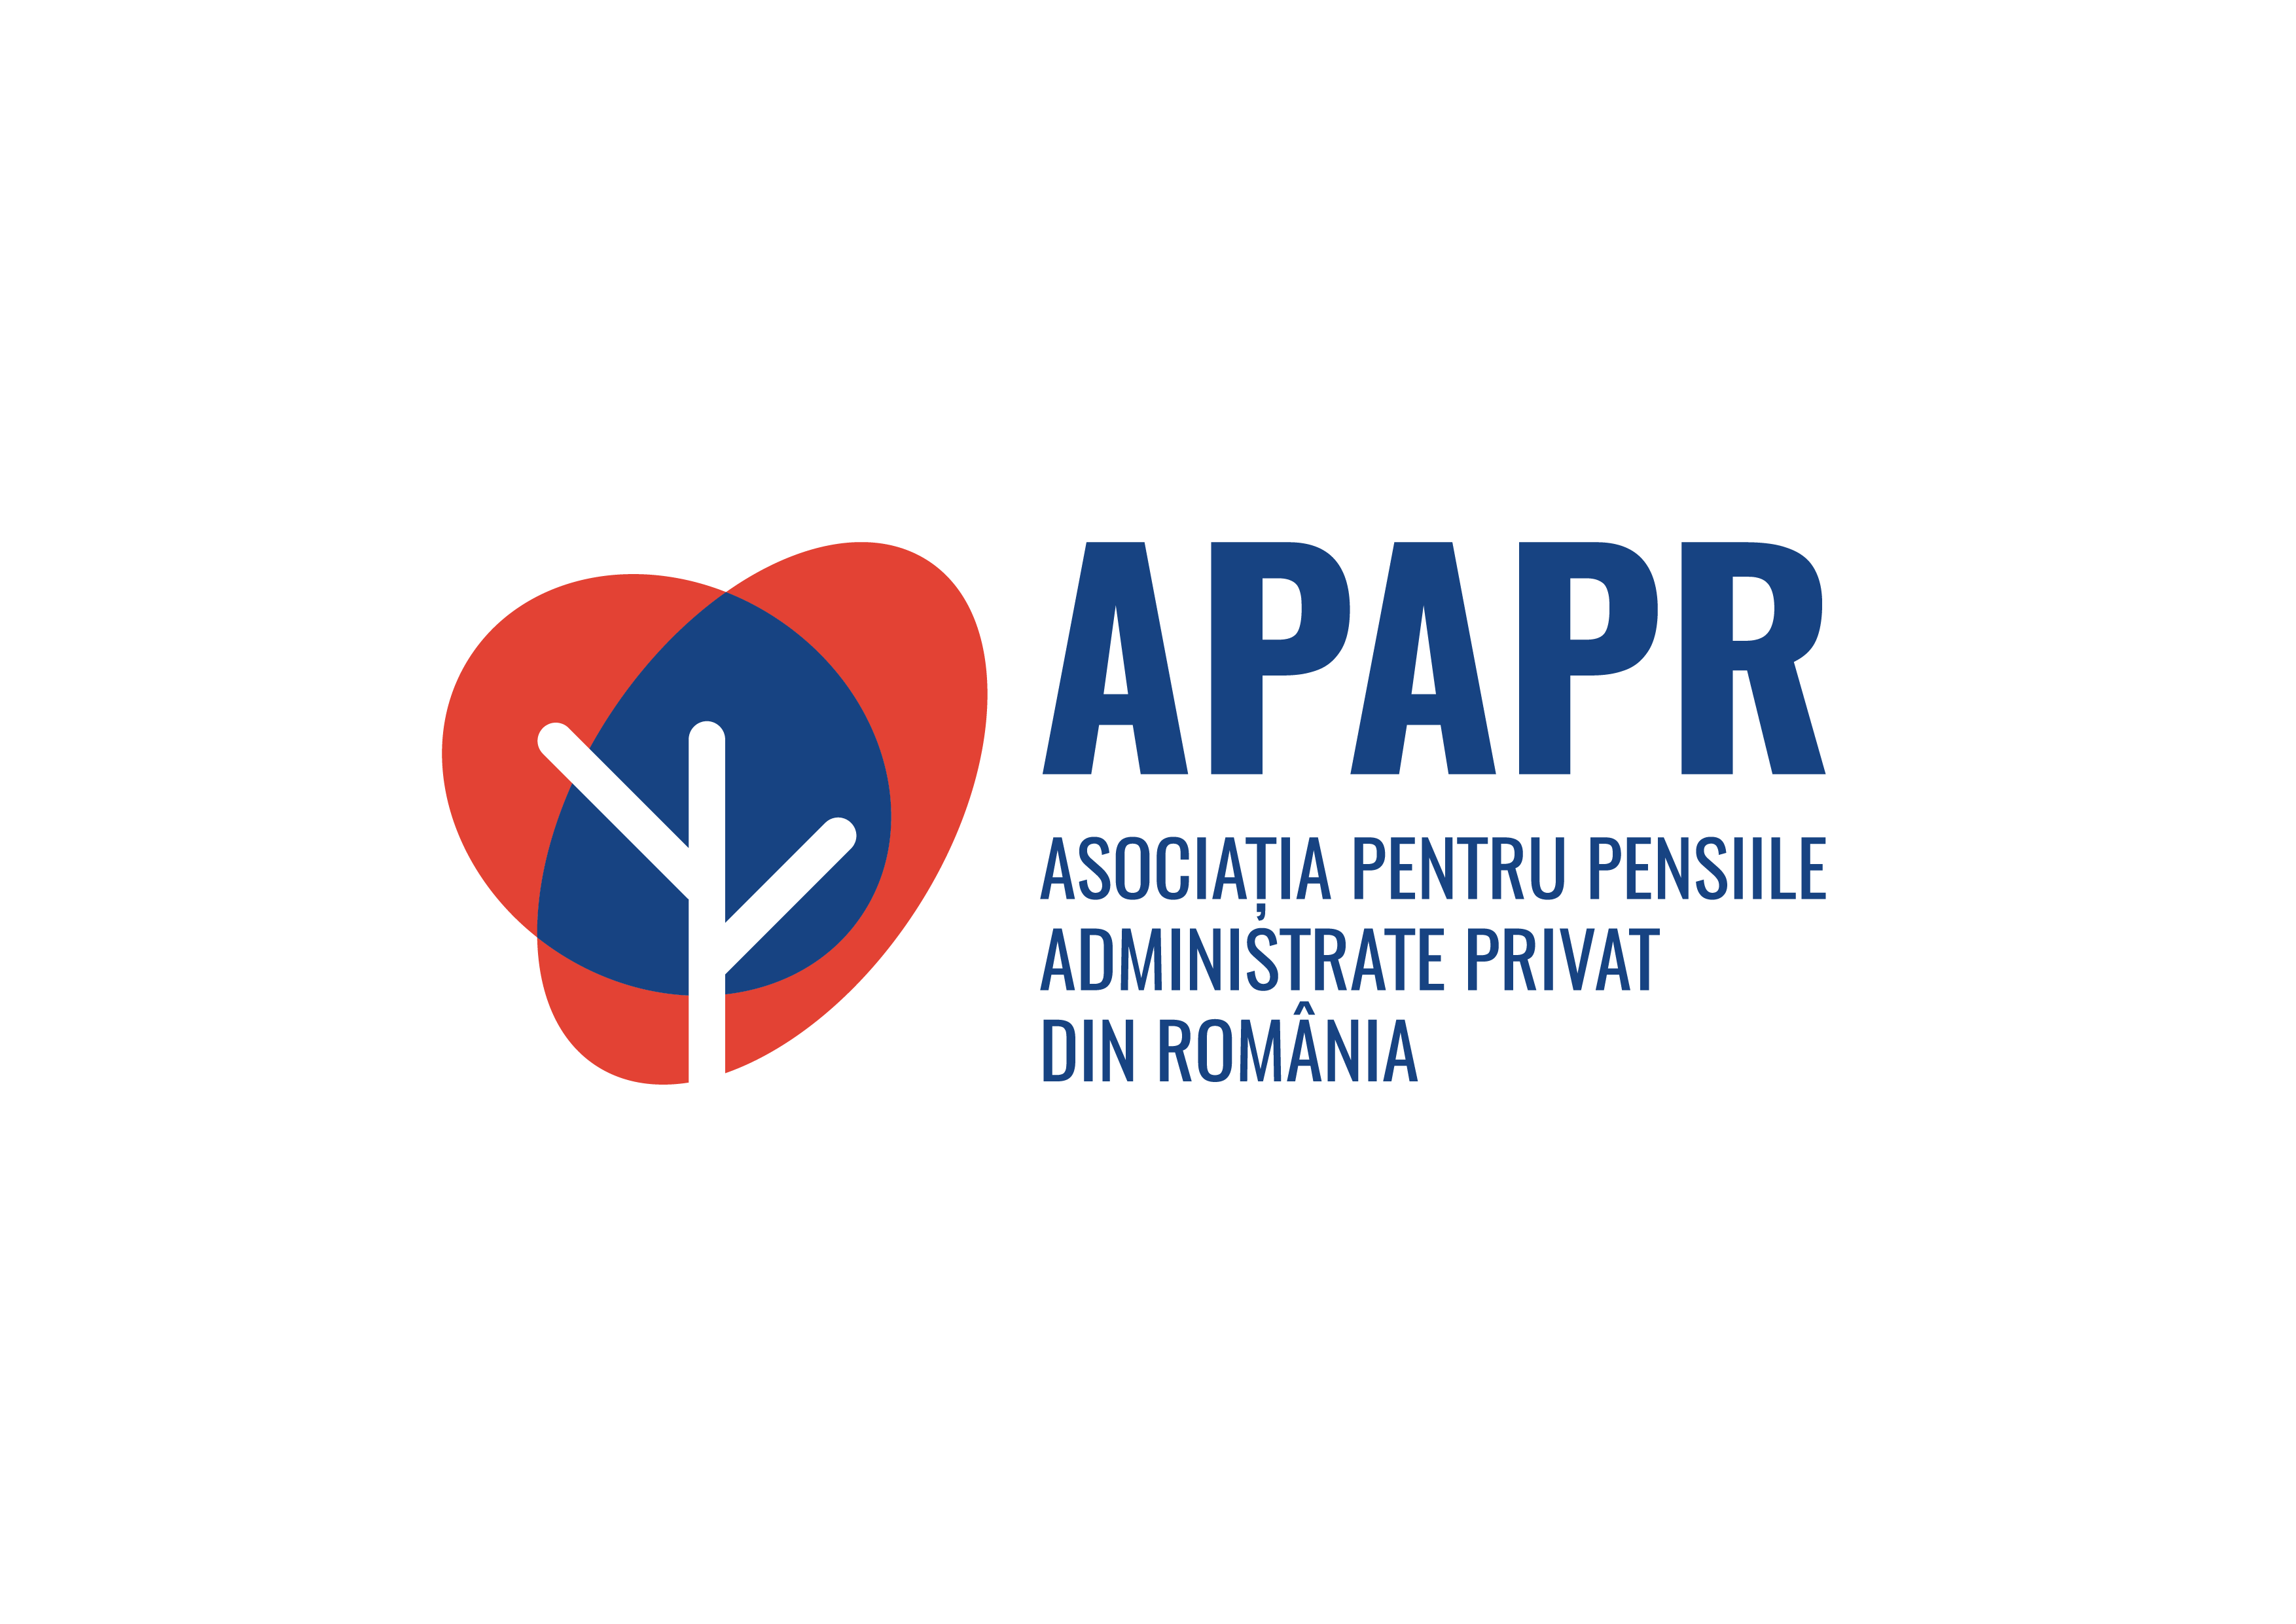 APAPR
ASOCIAȚIA PENTRU PENSIILE
ADMINISTRATE PRIVAT
DIN ROMÂNIA